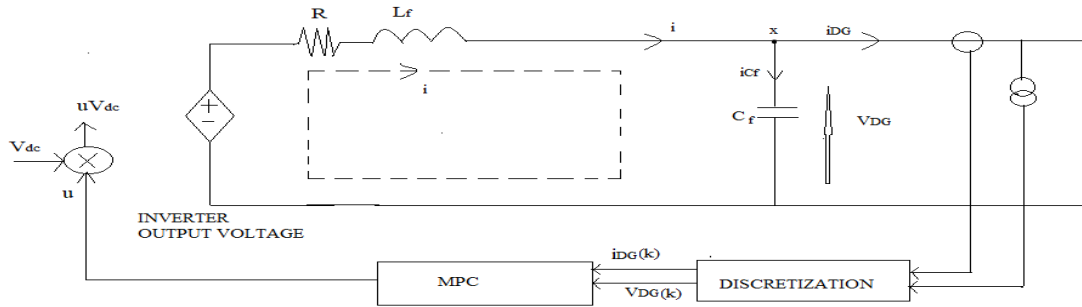 R
Lf
i
x
iDG
i
iCf
Cf
VDG
+
−
uVdc
Vdc
u
INVERTER
OUTPUT VOLTAGE
iDG(k)
VDG(k)
MPC
DISCRETIZATION